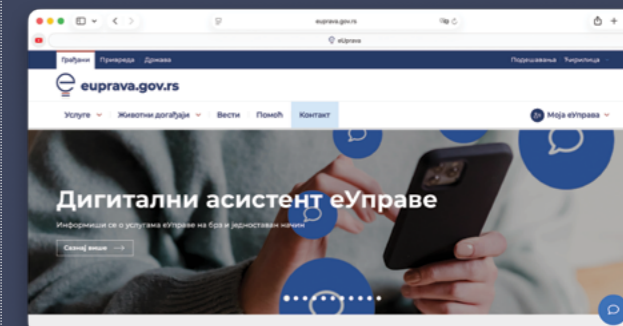 euprava.gov.rs
eUprava
Грађани Привреда Држава Подешавања Ћирилица
euprava.gov.rs
Услуге Животни догађаји Вести Помоћ Контакт Моја еУправа
Дигитални асистент еУправе
Информиши се о услугама еУправе на брз и једноставан начин
Сазнај више